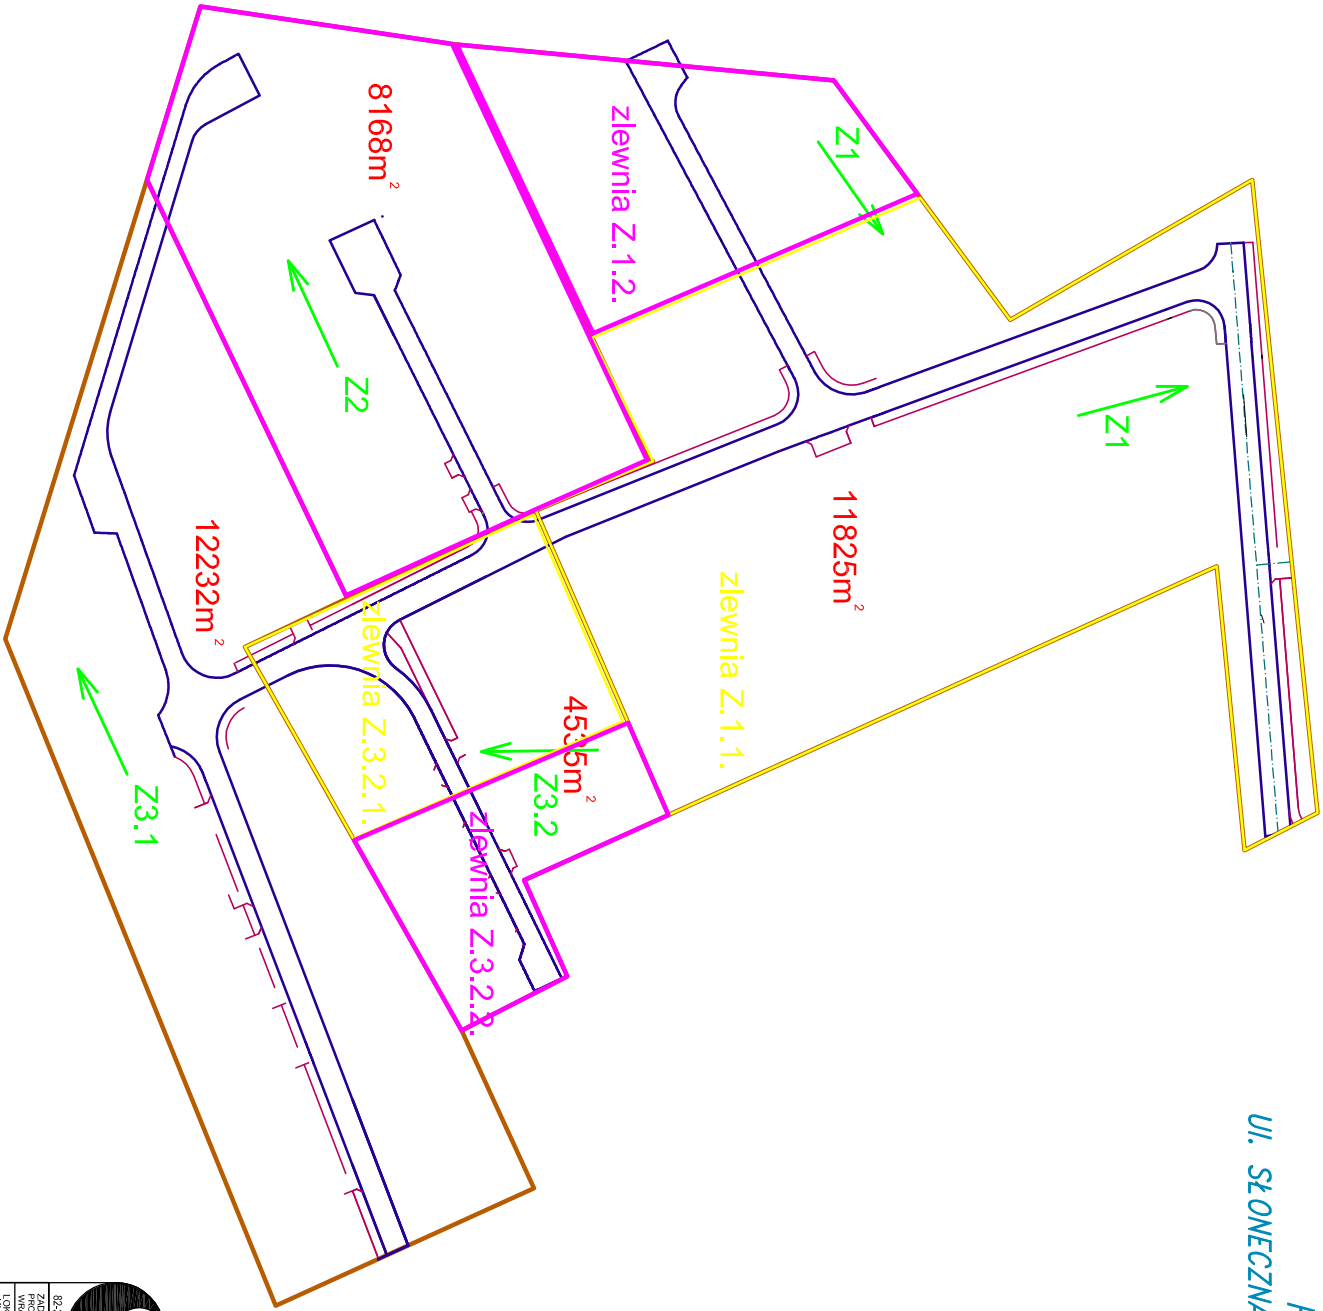 8168m²
zlewnia Z.1.2.
Z1
Z2
Z1
11825m²
12232m²
zlewnia Z.1.1.
zlewnia Z.3.2.1.
4535m²
Z3.2
Z3.1
zlewnia Z.3.2.2.
Ul. SŁONECZNA